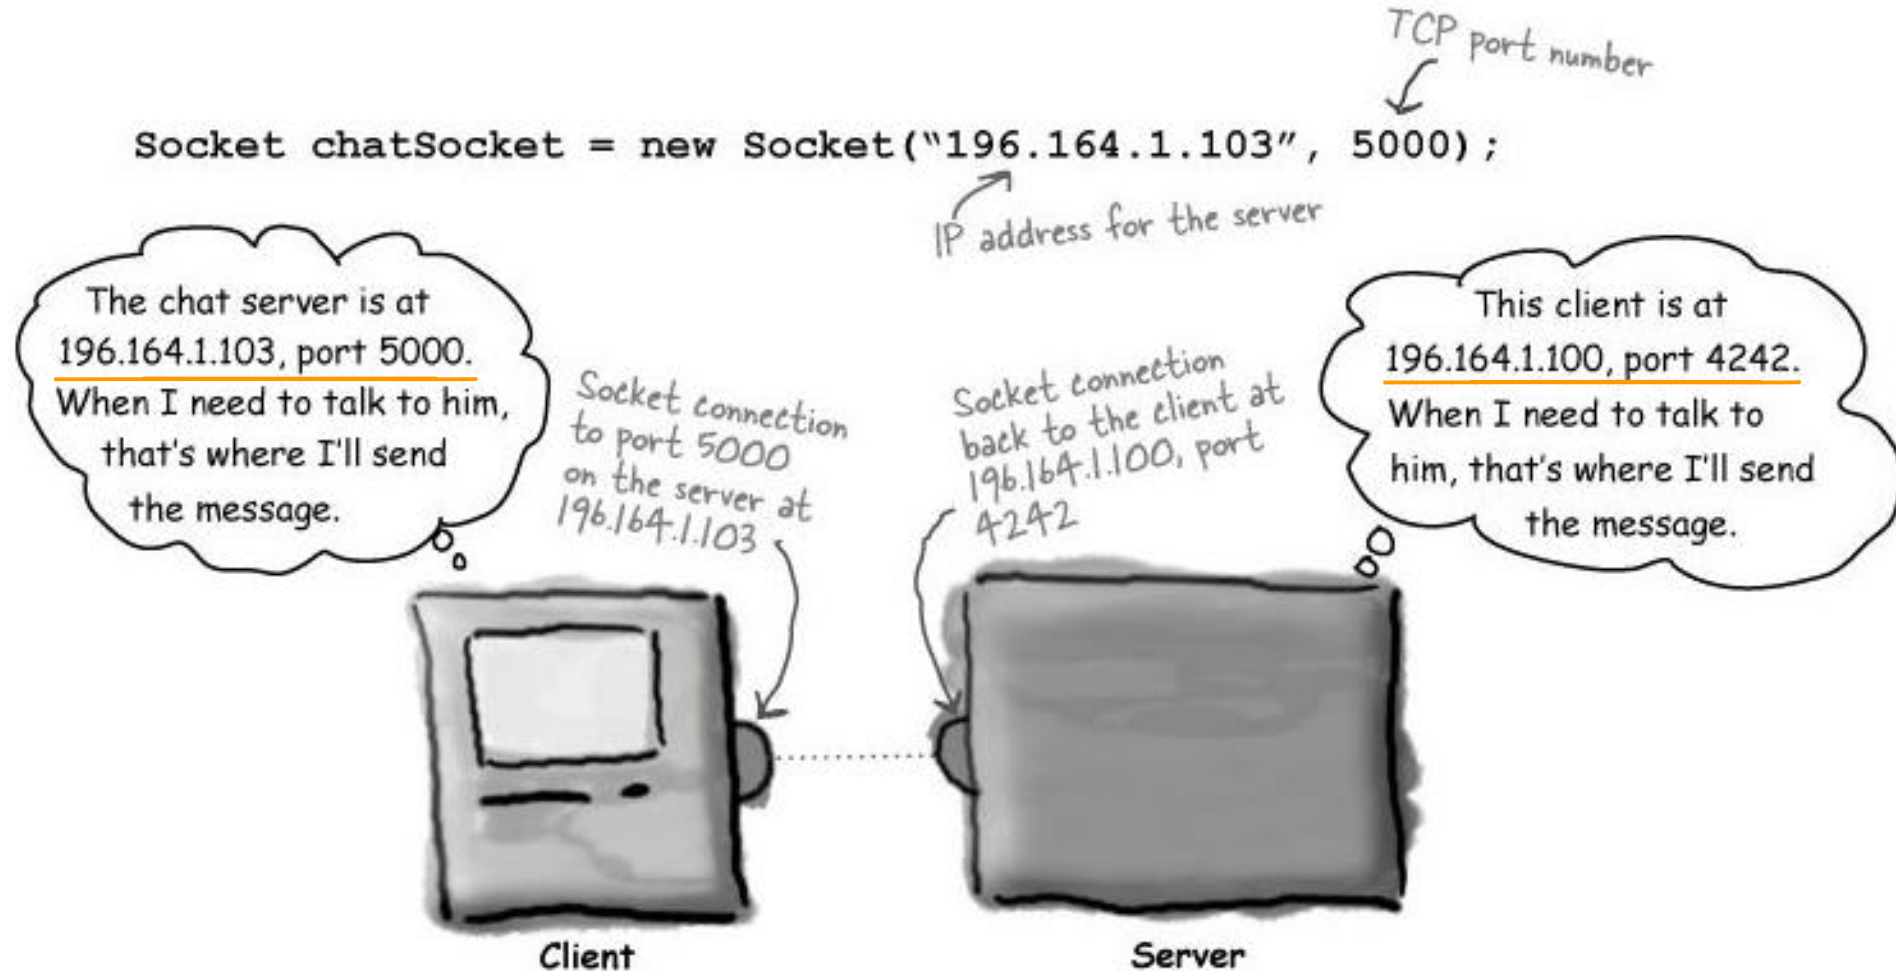 TCP port number
Socket chatSocket = new Socket(“196.164.1.103”, 5000);
IP address for the server
The chat server is at
196.164.1.103, port 5000.
When I need to talk to him,
that's where I'll send
the message.
Socket connection
to port 5000
on the server at
196.164.1.103
Socket connection
back to the client at
196.164.1.100, port
4242
This client is at
196.164.1.100, port 4242.
When I need to talk to
him, that's where I'll send
the message.
Client
Server